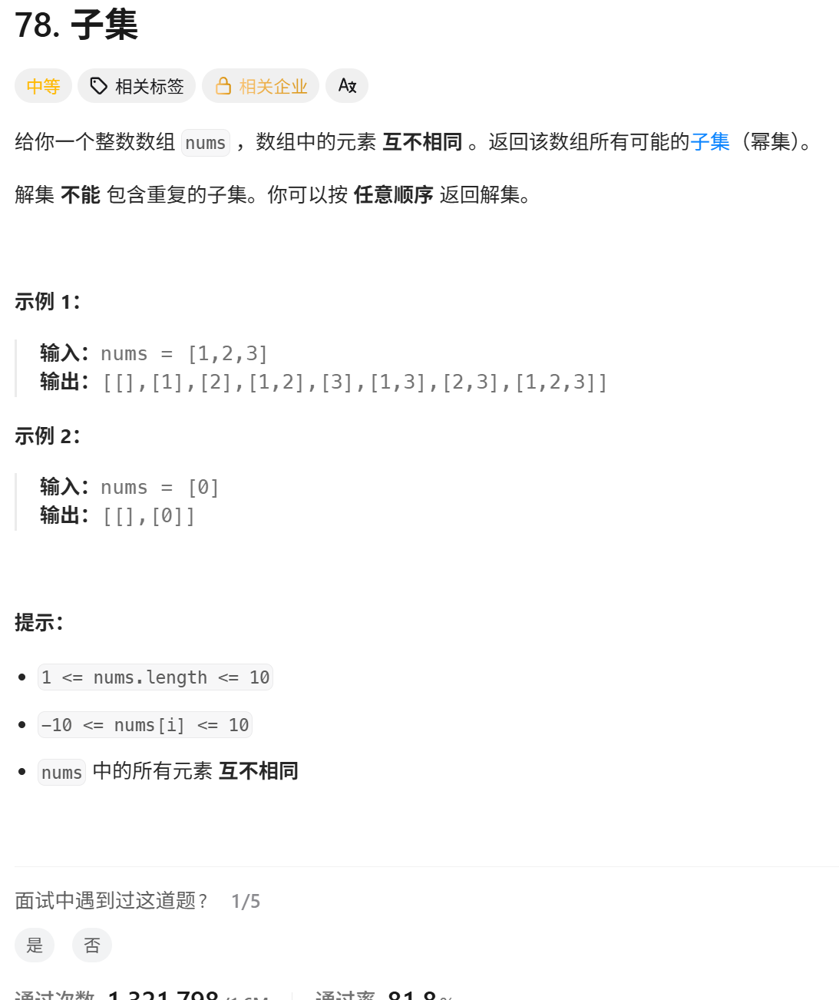 78. 子集
中等 相关标签 相关企业
给你一个整数数组 nums ，数组中的元素 互不相同 。返回该数组所有可能的子集（幂集）。
解集 不能 包含重复的子集。你可以按 任意顺序 返回解集。
示例 1：
输入：nums = [1,2,3]
输出：[[],[1],[2],[1,2],[3],[1,3],[2,3],[1,2,3]]
示例 2：
输入：nums = [0]
输出：[[],[0]]
提示：
1 <= nums.length <= 10
-10 <= nums[i] <= 10
nums 中的所有元素 互不相同
面试中遇到过这道题? 1/5
是 否
通过次数 1,321,798 /1.6M 通过率 81.8 %